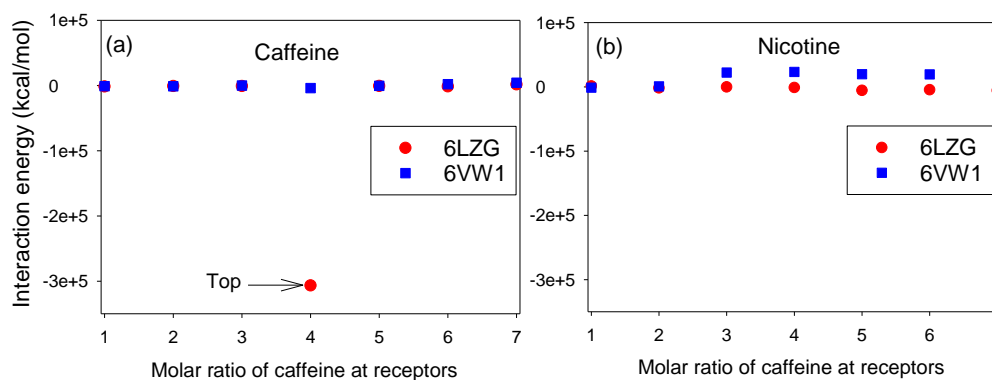 Interaction energy (kcal/mol)
(a)
Caffeine
1e+5
0
-1e+5
-2e+5
-3e+5
6LZG
6VW1
Top
1 2 3 4 5 6 7
Molar ratio of caffeine at receptors
(b)
Nicotine
1e+5
0
-1e+5
-2e+5
-3e+5
6LZG
6VW1
1 2 3 4 5 6
Molar ratio of caffeine at receptors